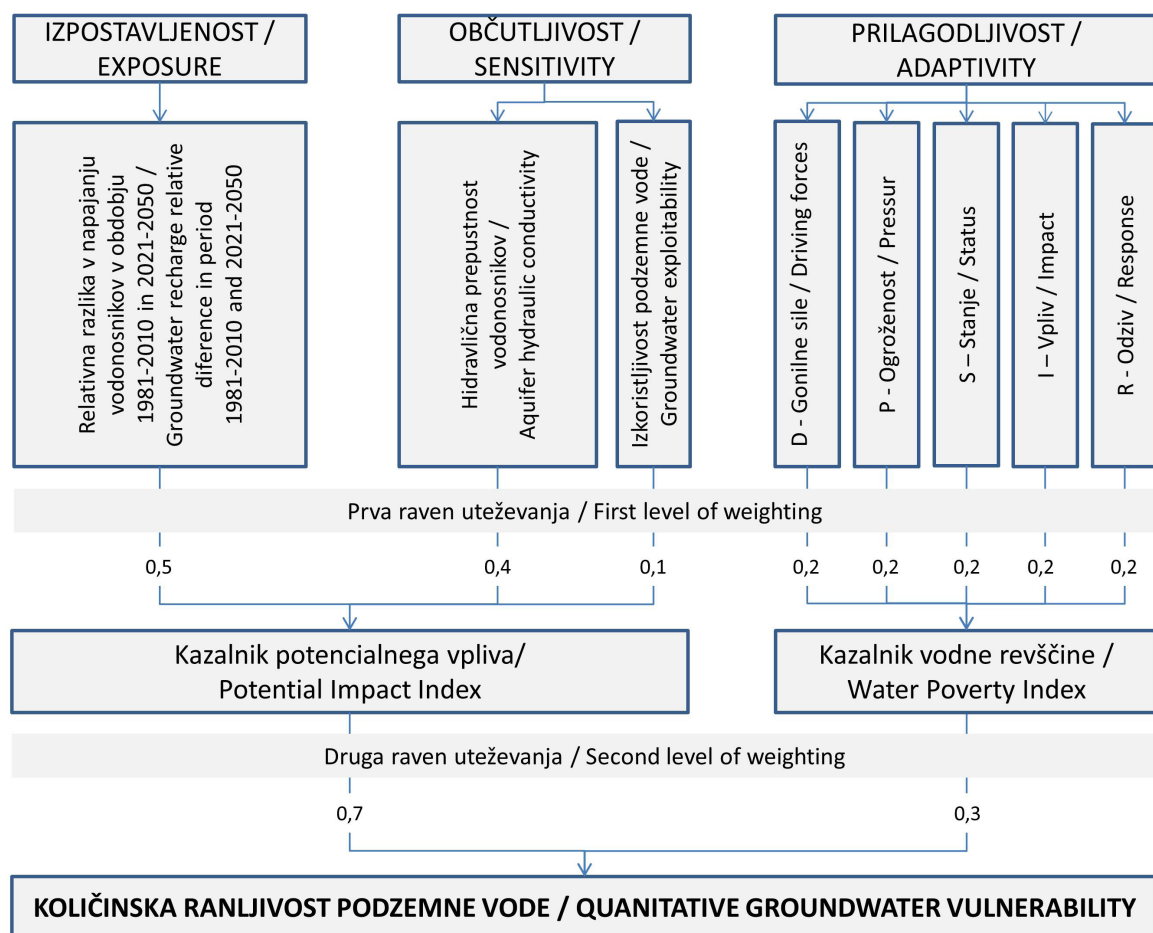 IZPOSTAVLJENOST /
EXPOSURE
OBČUTLJIVOST /
SENSITIVITY
PRILAGODLJIVOST /
ADAPTIVITY
Relativna razlika v napajanju
vodonosnikov v obdobju
1981-2010 in 2021-2050 /
Groundwater recharge relative
diference in period
1981-2010 and 2021-2050
Hidravlična prepustnost
vodonosnikov /
Aquifer hydraulic conductivity
Izkoristljivost podzemne vode /
Groundwater exploitability
D - Gonilne sile / Driving forces
P - Ogroženost / Pressur
S – Stanje / Status
I – Vpliv / Impact
R - Odziv / Response
Prva raven uteževanja / First level of weighting
0,5
0,4
0,1
0,2
0,2
0,2
0,2
0,2
Kazalnik potencialnega vpliva/
Potential Impact Index
Kazalnik vodne revščine /
Water Poverty Index
Druga raven uteževanja / Second level of weighting
0,7
0,3
KOLIČINSKA RANLJIVOST PODZEMNE VODE / QUANITATIVE GROUNDWATER VULNERABILITY